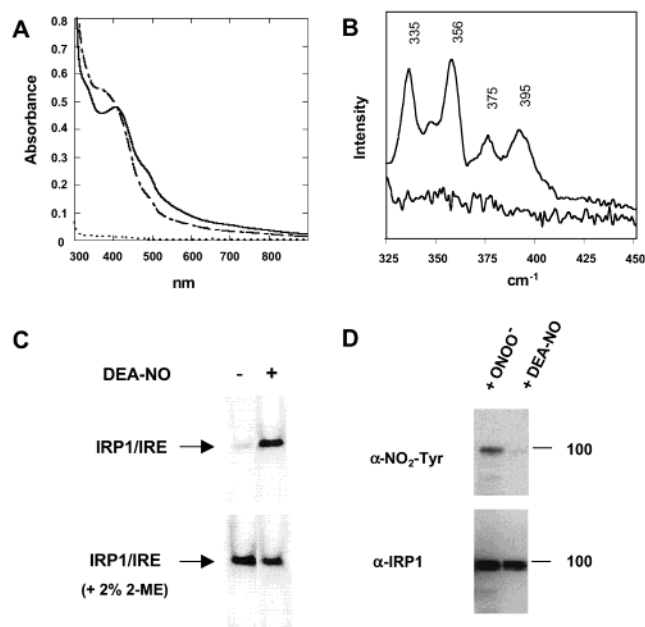 A
0.8
0.7
0.6
0.5
0.4
0.3
0.2
0.1
0
Absorbance
300 400 500 600 700 800
nm
B
335
356
375
395
Intensity
325 350 375 400 425 450
cm⁻¹
C
DEA-NO - +
IRP1/IRE
IRP1/IRE
(+ 2% 2-ME)
D
+ ONOO⁻
+ DEA-NO
α-NO₂-Tyr
100
α-IRP1
100